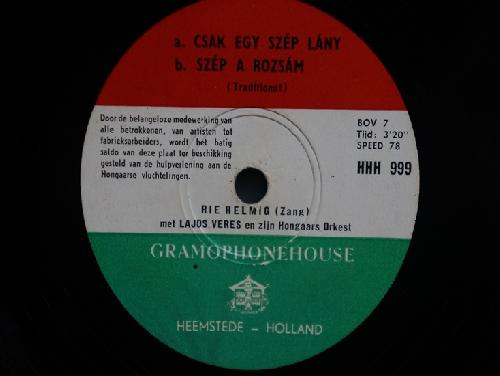 a. CSAK EGY SZÉP LÁNY
b. SZÉP A ROZSÁM
(Traditional)
Door de belangeloze medewerking van
alle betrokkenen, van artisten tot
fabrieksarbeiders, wordt het batig
saldo van deze plaat ter beschikking
gesteld van de hulpverlening aan de
Hongaarse vluchtelingen.
BOV 7
Tijd: 3'20"
SPEED 78
HHH 999
RIE HELMIG (Zang)
met LAJOS VERES en zijn Hongaars Orkest
GRAMOPHONEHOUSE
HEEMSTEDE - HOLLAND